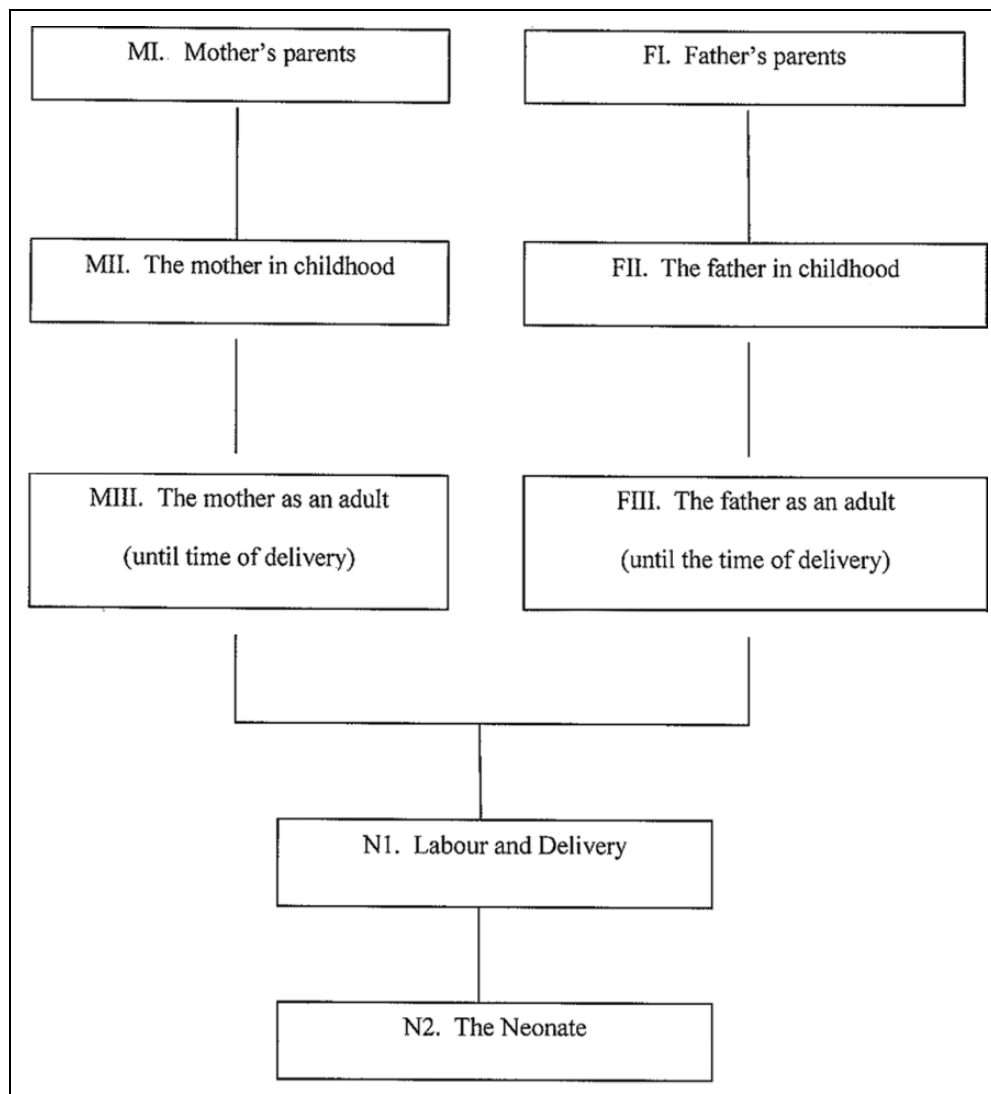 MI. Mother's parents
FI. Father's parents
MII. The mother in childhood
FII. The father in childhood
MIII. The mother as an adult
(until time of delivery)
FIII. The father as an adult
(until the time of delivery)
N1. Labour and Delivery
N2. The Neonate